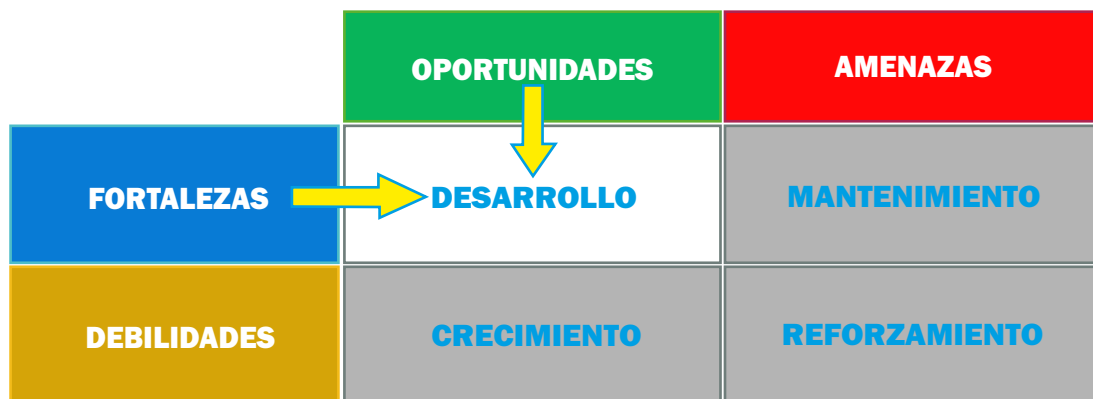 OPORTUNIDADES
AMENAZAS
FORTALEZAS
DESARROLLO
MANTENIMIENTO
DEBILIDADES
CRECIMIENTO
REFORZAMIENTO